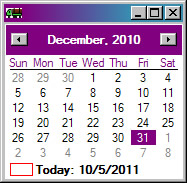 December, 2010
Sun Mon Tue Wed Thu Fri Sat
28 29 30 1 2 3 4
5 6 7 8 9 10 11
12 13 14 15 16 17 18
19 20 21 22 23 24 25
26 27 28 29 30 31 1
2 3 4 5 6 7 8
Today: 10/5/2011